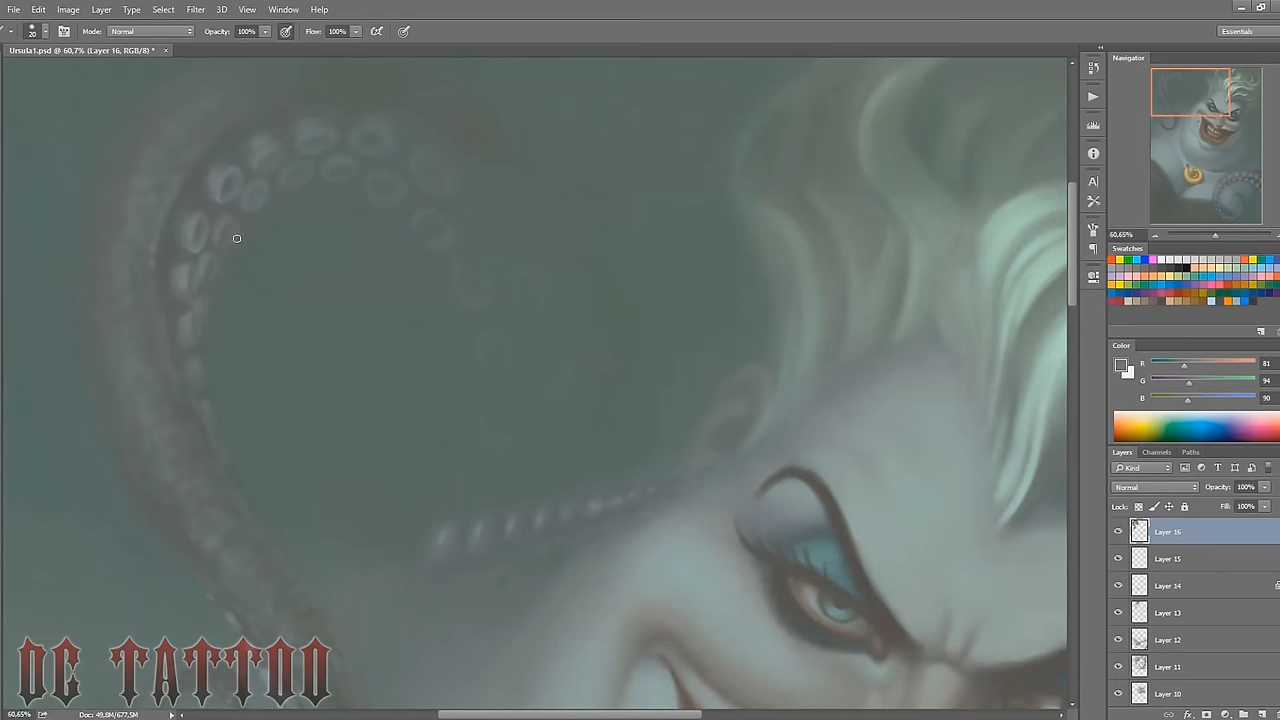 File Edit Image Layer Type Select Filter 3D View Window Help
20 Mode: Normal Opacity: 100% Flow: 100% Essentials
Ursula1.psd @ 60,7% (Layer 16, RGB/8) * ×
Navigator
60,65%
Swatches
Color
R 81
G 94
B 90
Layers Channels Paths
Kind
Normal Opacity: 100%
Lock: Fill: 100%
Layer 16
Layer 15
Layer 14
Layer 13
Layer 12
Layer 11
Layer 10
DC TATTOO
60.65% Doc: 49,8M/677,5M